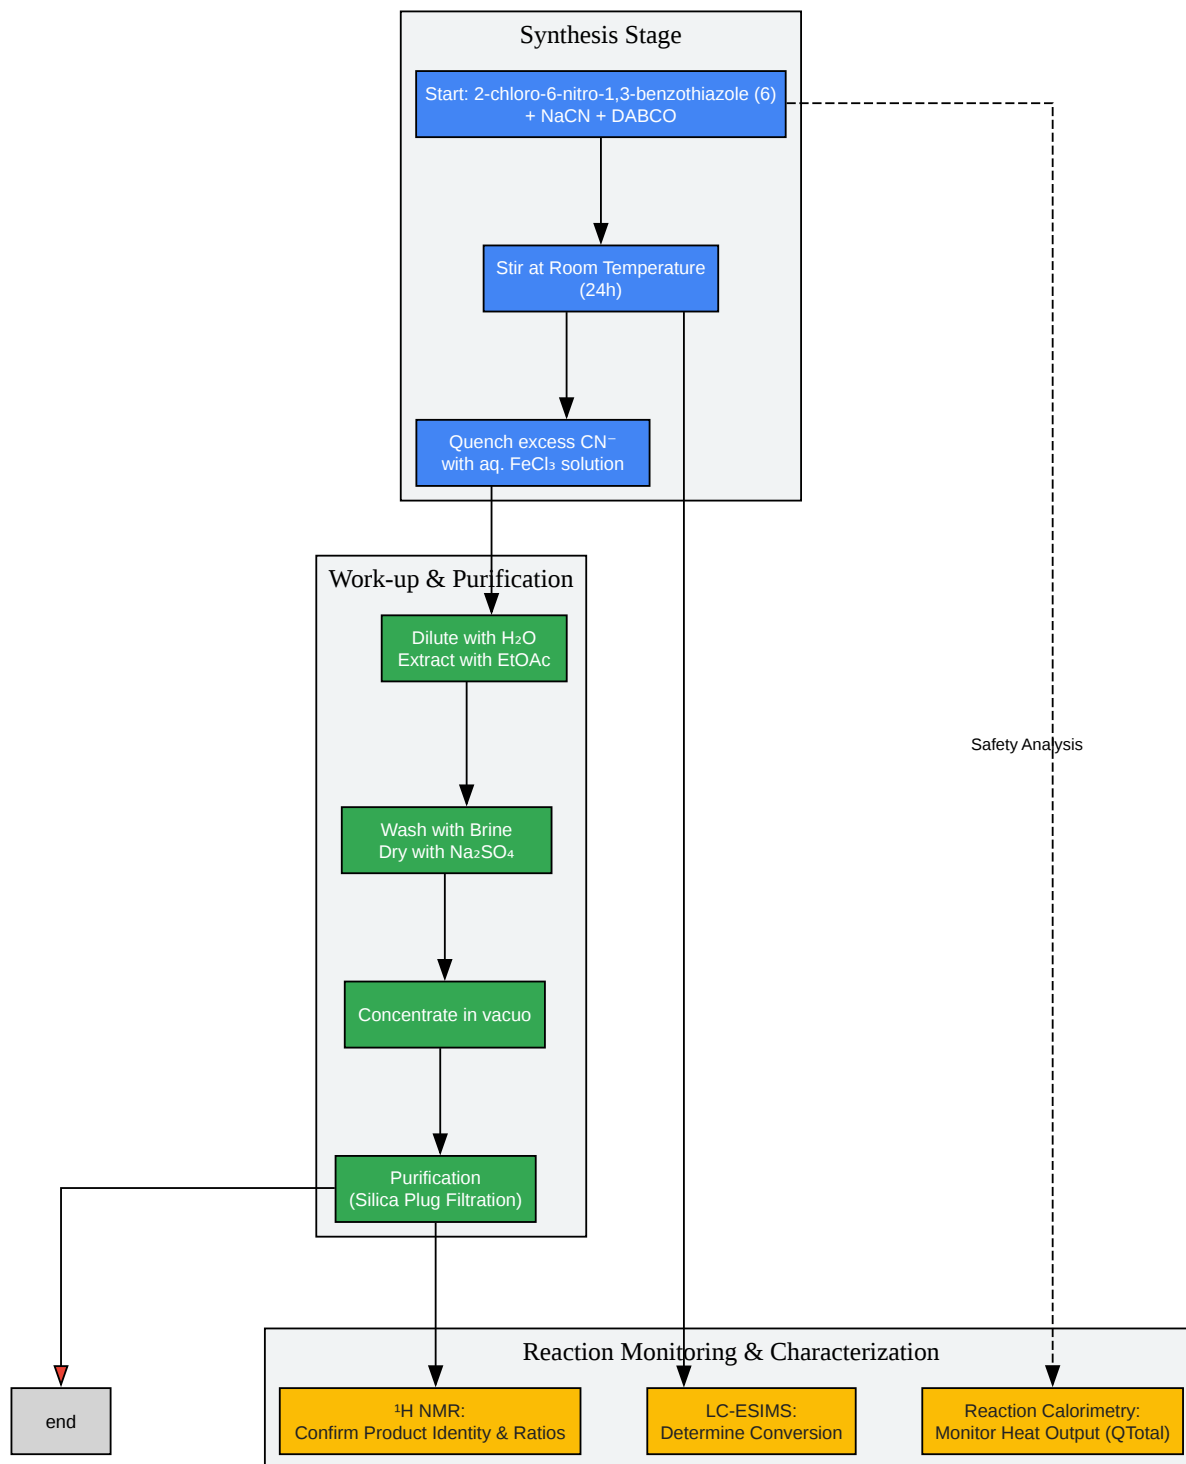 Synthesis Stage
Start: 2-chloro-6-nitro-1,3-benzothiazole (6)
+ NaCN + DABCO
Stir at Room Temperature
(24h)
Quench excess CN⁻
with aq. FeCl₃ solution
Work-up & Purification
Dilute with H₂O
Extract with EtOAc
Safety Analysis
Wash with Brine
Dry with Na₂SO₄
Concentrate in vacuo
Purification
(Silica Plug Filtration)
Reaction Monitoring & Characterization
end
¹H NMR:
Confirm Product Identity & Ratios
LC-ESIMS:
Determine Conversion
Reaction Calorimetry:
Monitor Heat Output (QTotal)